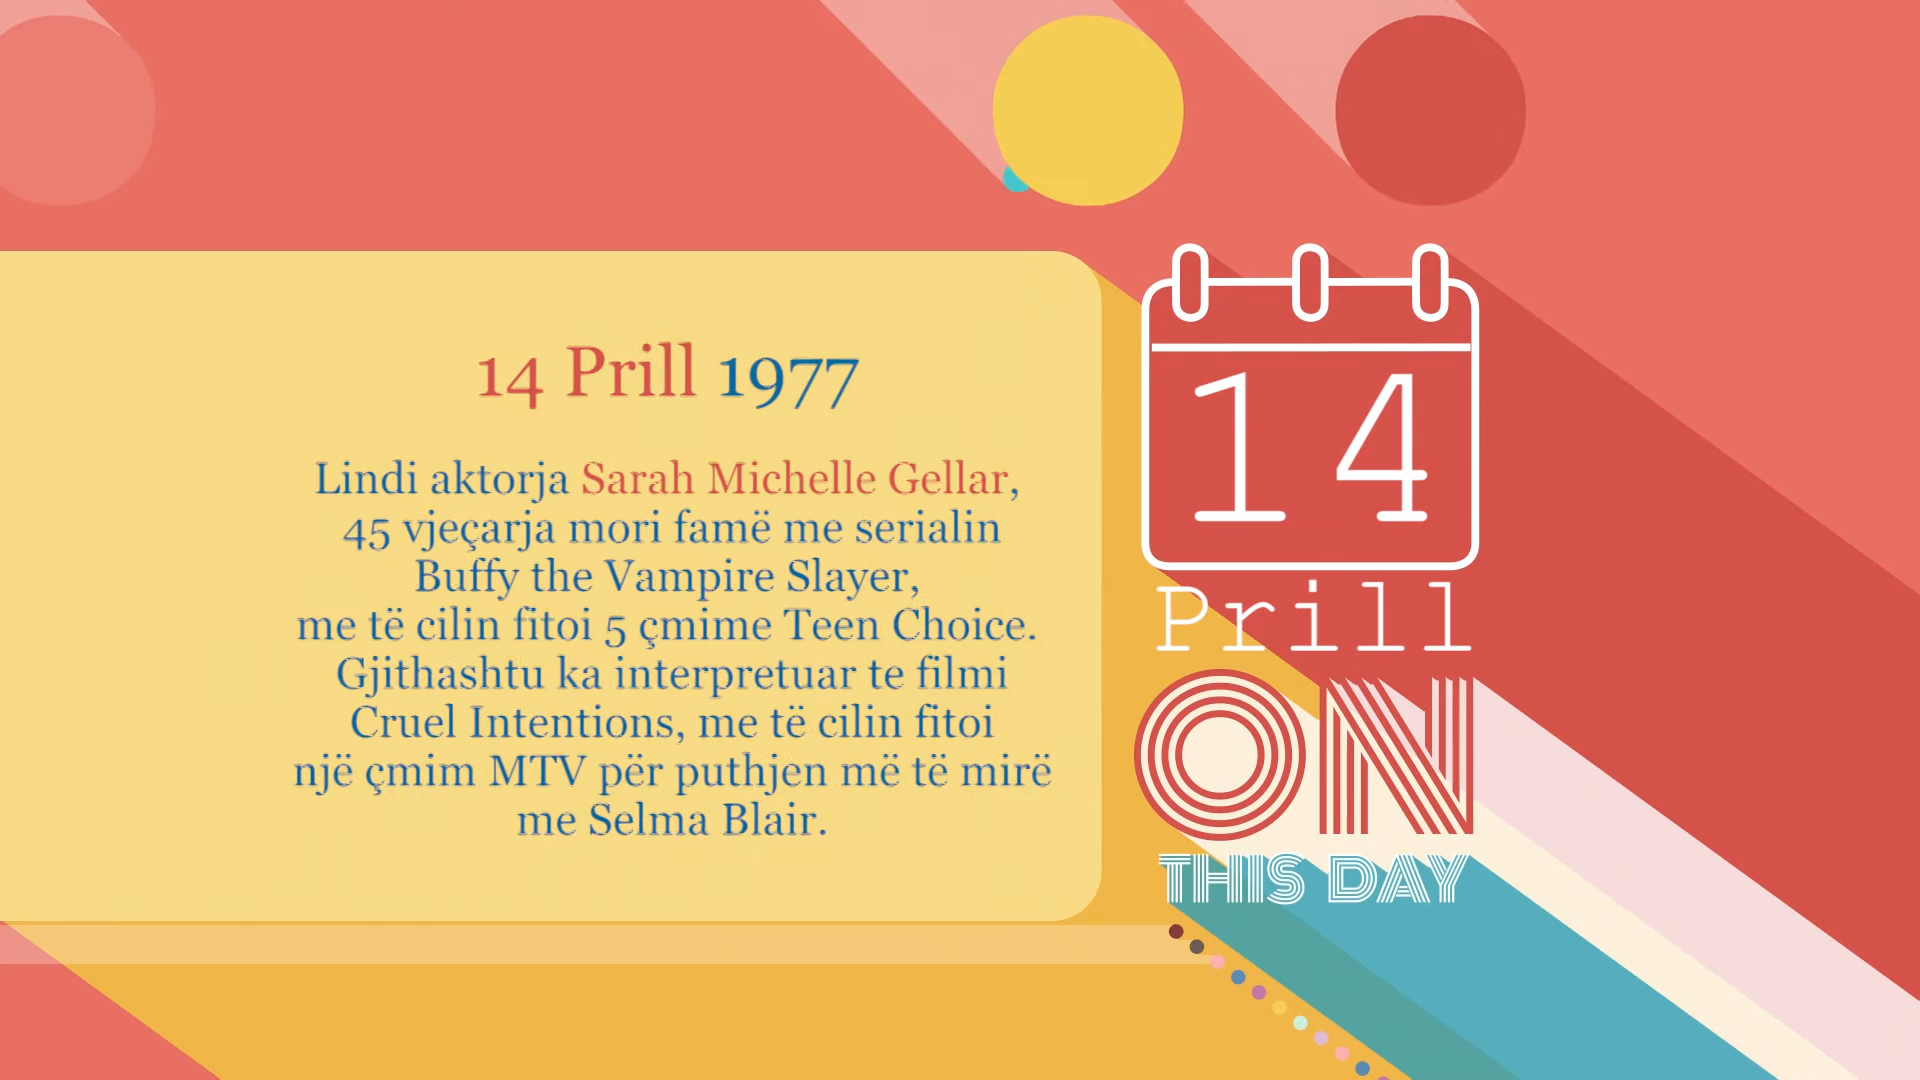 14 Prill 1977
Lindi aktorja Sarah Michelle Gellar,
45 vjeçarja mori famë me serialin
Buffy the Vampire Slayer,
me të cilin fitoi 5 çmime Teen Choice.
Gjithashtu ka interpretuar te filmi
Cruel Intentions, me të cilin fitoi
një çmim MTV për puthjen më të mirë
me Selma Blair.
14
Prill
ON
THIS DAY